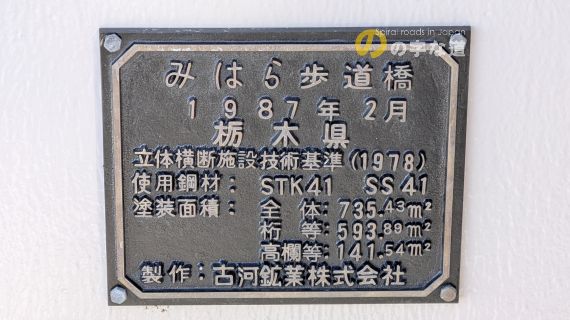 Spiral roads in Japan
の の字な道
みはら歩道橋
1987年2月
栃木県
立体横断施設技術基準(1978)
使用鋼材: STK41 SS41
塗装面積: 全体:735.43m²
桁等:593.89m²
高欄等:141.54m²
製作:古河鉱業株式会社